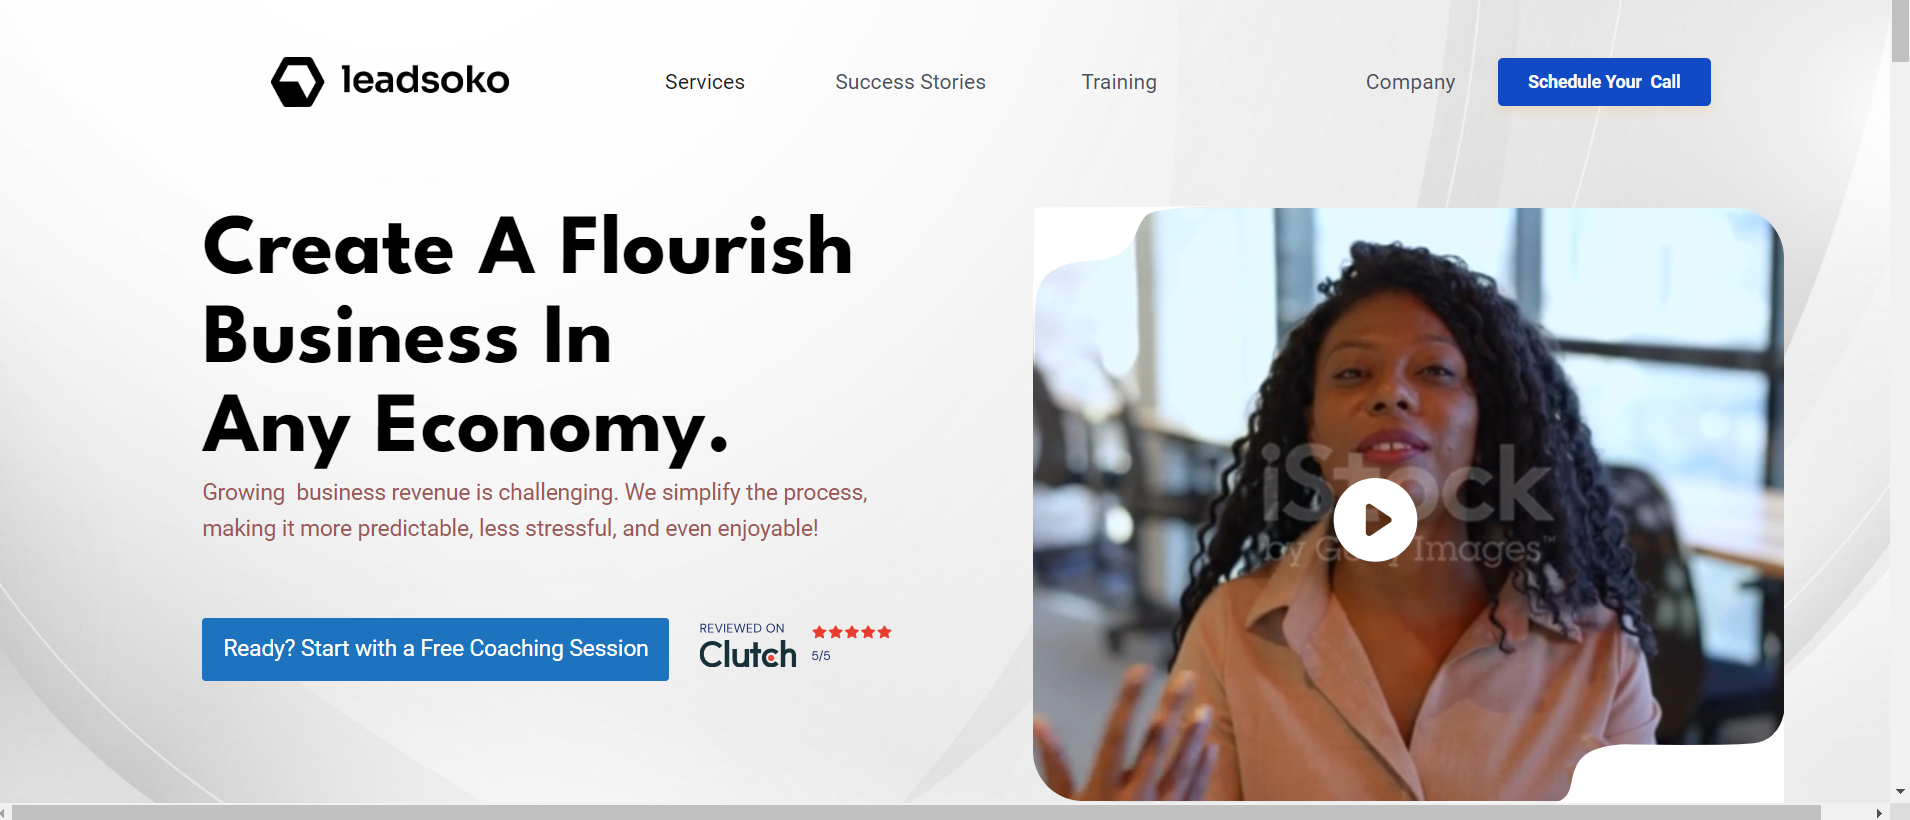 leadsoko
Services
Success Stories
Training
Company
Schedule Your  Call
Create A Flourish
Business In
Any Economy.
Growing  business revenue is challenging. We simplify the process,
making it more predictable, less stressful, and even enjoyable!
Ready? Start with a Free Coaching Session
REVIEWED ON
Clutch
5/5
iStock
by Getty Images™